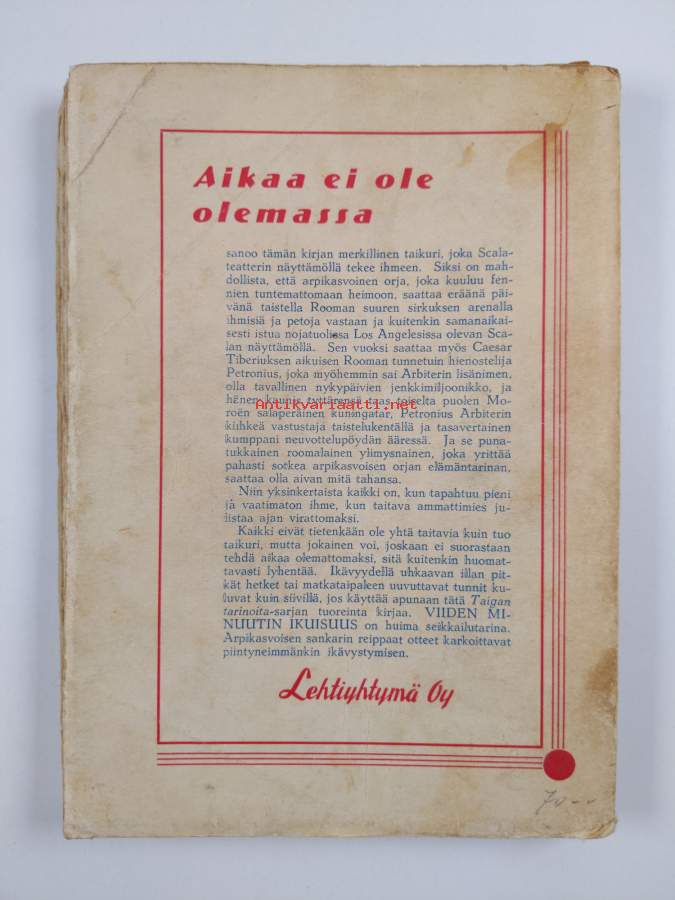 Aikaa ei ole
olemassa
sanoo tämän kirjan merkillinen taikuri, joka Scala-
teatterin näyttämöllä tekee ihmeen. Siksi on mah-
dollista, että arpikasvoinen orja, joka kuuluu fen-
nien tuntemattomaan heimoon, saattaa eräänä päi-
vänä taistella Rooman suuren sirkuksen arenalla
ihmisiä ja petoja vastaan ja kuitenkin samanaikai-
sesti istua nojatuolissa Los Angelesissa olevan Sca-
lan näyttämöllä. Sen vuoksi saattaa myös Caesar
Tiberiuksen aikuisen Rooman tunnetuin hienostelija
Petronius, joka myöhemmin sai Arbiterin lisänimen,
olla tavallinen nykypäivien jenkkimiljoonikko, ja
hänen kaunis tyttärensä taas toiselta puolen Mo-
Antikvariaatti.net
roën salaperäinen kuningatar, Petronius Arbiterin
kiihkeä vastustaja taistelukentällä ja tasavertainen
kumppani neuvottelupöydän ääressä. Ja se puna-
tukkainen roomalainen ylimysnainen, joka yrittää
pahasti sotkea arpikasvoisen orjan elämäntarinan,
saattaa olla aivan mitä tahansa.
Niin yksinkertaista kaikki on, kun tapahtuu pieni
ja vaatimaton ihme, kun taitava ammattimies ju-
listaa ajan virattomaksi.
Kaikki eivät tietenkään ole yhtä taitavia kuin tuo
taikuri, mutta jokainen voi, joskaan ei suorastaan
tehdä aikaa olemattomaksi, sitä kuitenkin huomat-
tavasti lyhentää. Ikävyydellä uhkaavan illan pit-
kät hetket tai matkataipaleen uuvuttavat tunnit ku-
luvat kuin siivillä, jos käyttää apunaan tätä Taigan
tarinoita-sarjan tuoreinta kirjaa. VIIDEN MI-
NUUTIN IKUISUUS on huima seikkailutarina.
Arpikasvoisen sankarin reippaat otteet karkoittavat
piintyneimmänkin ikävystymisen.
Lehtiyhtymä Oy
70--